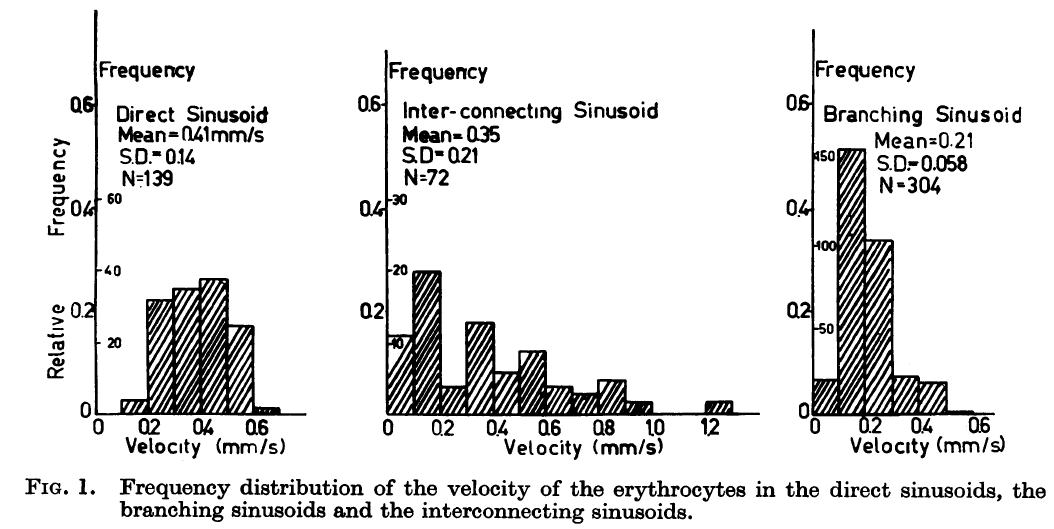 Frequency
Direct Sinusoid
Mean=0.41mm/s
S.D.=0.14
N=139
Relative Frequency
0.6
0.4
0.2
0
60
40
20
0 0.2 0.4 0.6
Velocity (mm/s)
Frequency
Inter-connecting Sinusoid
Mean=0.35
S.D=0.21
N=72
0.6
0.4
0.2
30
20
10
0 0.2 0.4 0.6 0.8 1.0 1.2
Velocity (mm/s)
Frequency
Branching Sinusoid
Mean=0.21
S.D.=0.058
N=304
0.6
0.4
0.2
0
150
100
50
0 0.2 0.4 0.6
Velocity (mm/s)
FIG. 1. Frequency distribution of the velocity of the erythrocytes in the direct sinusoids, the
branching sinusoids and the interconnecting sinusoids.